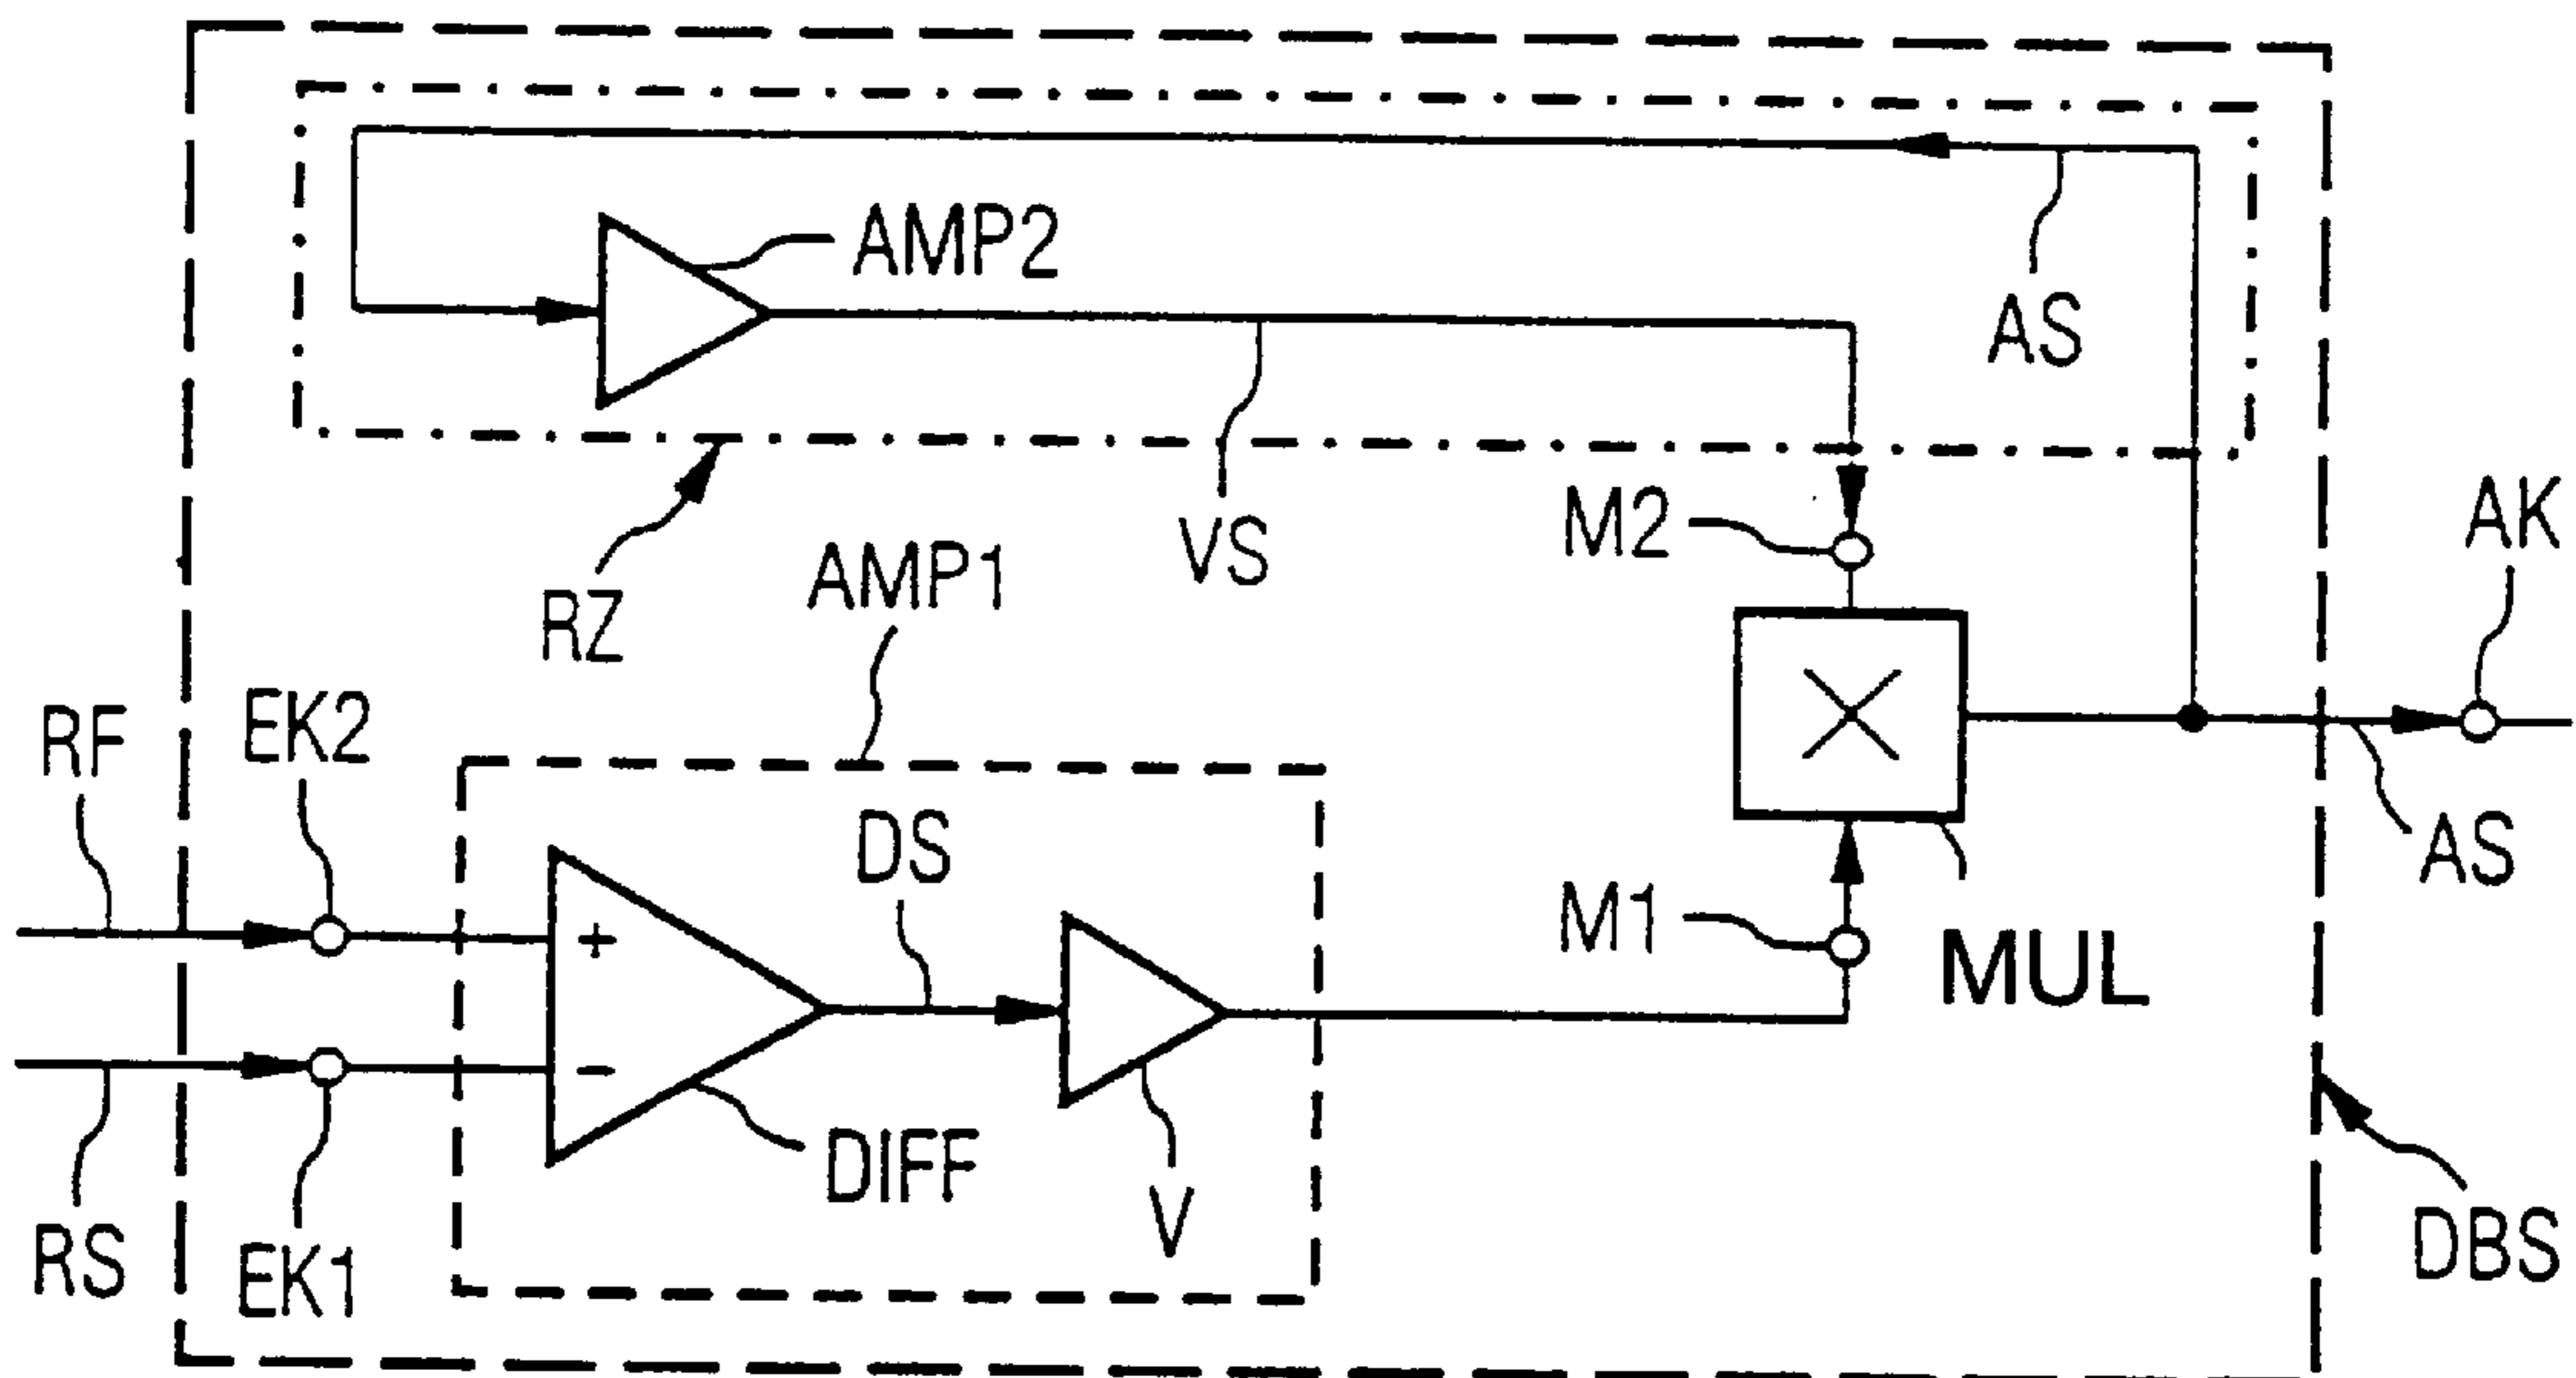 AMP2
AS
VS
M2
AK
RZ
AMP1
RF
EK2
DS
+
M1
MUL
AS
−
DIFF
V
RS
EK1
DBS